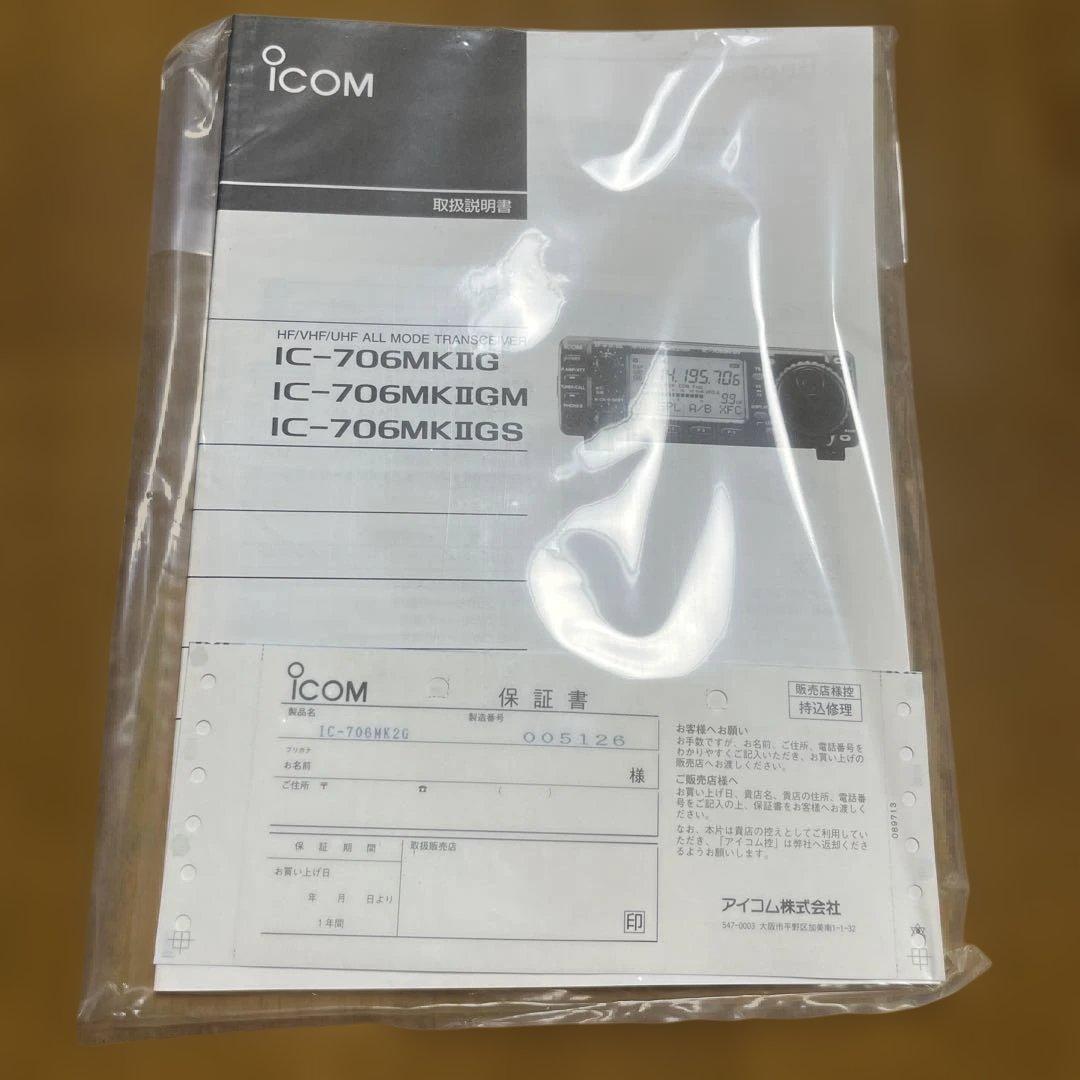 ICOM
取扱説明書
HF/VHF/UHF ALL MODE TRANSCEIVER
IC-706MKⅡG
IC-706MKⅡGM
IC-706MKⅡGS
ICOM
14.195.706
SPL A/B XFC
ICOM
保証書
販売店様控
持込修理
製品名
IC-706MK2G
製造番号
005126
フリガナ
お名前
様
ご住所 〒 ☎ ( )
保証期間
取扱販売店
お買い上げ日
年 月 日より
1年間
印
お客様へお願い
お手数ですが、お名前、ご住所、電話番号を
わかりやすくご記入いただき、お買い上げの
販売店へお渡しください。
ご販売店様へ
お買い上げ日、貴店名、貴店の住所、電話番
号をご記入の上、保証書をお客様へお渡しく
ださい。
なお、本片は貴店の控えとしてご利用してい
ただき、「アイコム控」は弊社へ返却くださ
るようお願いします。
アイコム株式会社
547-0003 大阪市平野区加美南1-1-32
089713